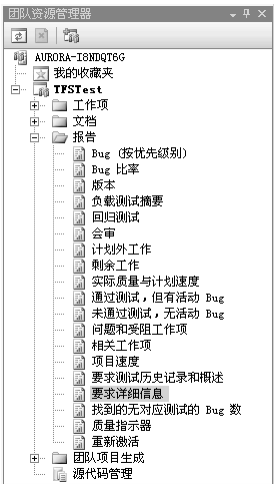 团队资源管理器
AURORA-I8NDQT6G
我的收藏夹
TFSTest
工作项
文档
报告
Bug (按优先级别)
Bug 比率
版本
负载测试摘要
回归测试
会审
计划外工作
剩余工作
实际质量与计划速度
通过测试，但有活动 Bug
未通过测试，无活动 Bug
问题和受阻工作项
相关工作项
项目速度
要求测试历史记录和概述
要求详细信息
找到的无对应测试的 Bug 数
质量指示器
重新激活
团队项目生成
源代码管理